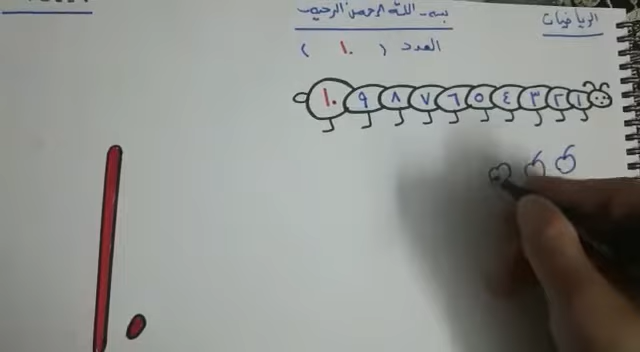 الرياضيات
بسم الله الرحمن الرحيم
العدد ( ١٠ )
١ ٢ ٣ ٤ ٥ ٦ ٧ ٨ ٩ ١٠
١٠